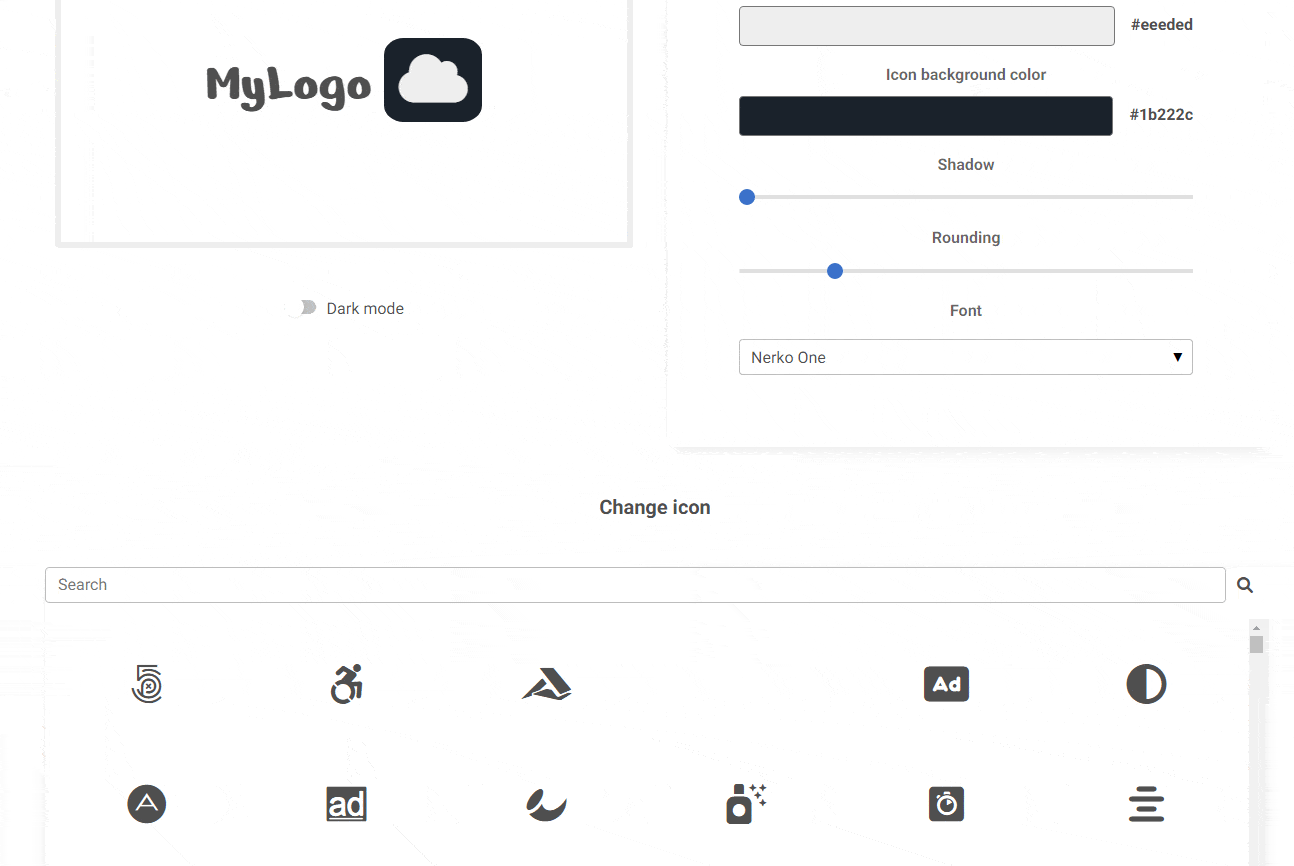 #eeeded
MyLogo
Icon background color
#1b222c
Shadow
Rounding
Dark mode
Font
Nerko One
Change icon
Search
Ad
ad